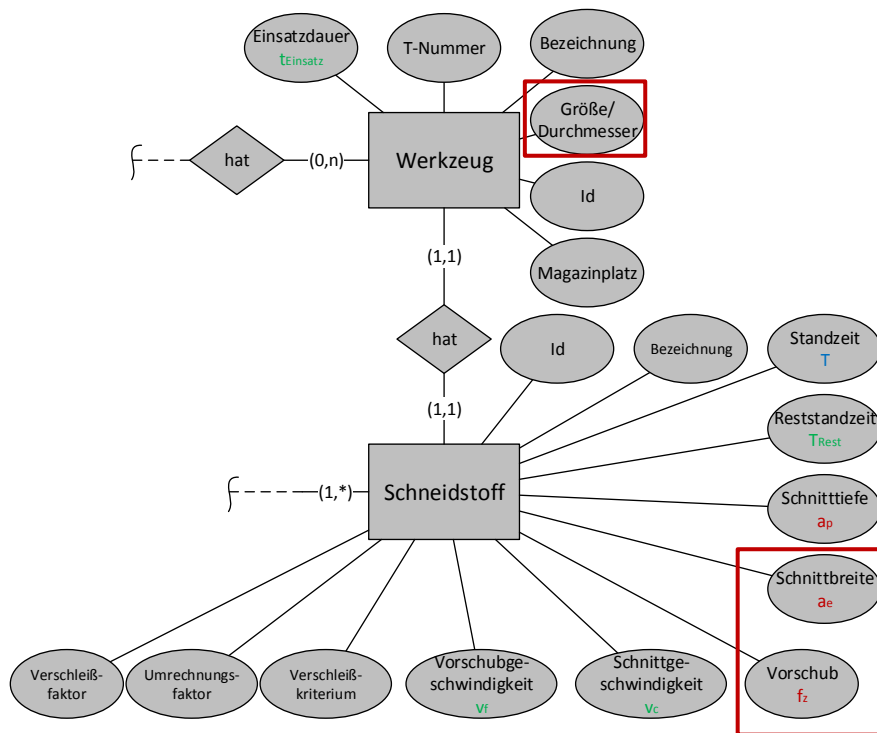 Einsatzdauer
tEinsatz
T-Nummer
Bezeichnung
Größe/
Durchmesser
hat
(0,n)
Werkzeug
Id
Magazinplatz
(1,1)
hat
(1,1)
Id
Bezeichnung
Standzeit
T
Reststandzeit
TRest
(1,*)
Schneidstoff
Schnitttiefe
ap
Schnittbreite
ae
Verschleiß-
faktor
Umrechnungs-
faktor
Verschleiß-
kriterium
Vorschubge-
schwindigkeit
vf
Schnittge-
schwindigkeit
vc
Vorschub
fz